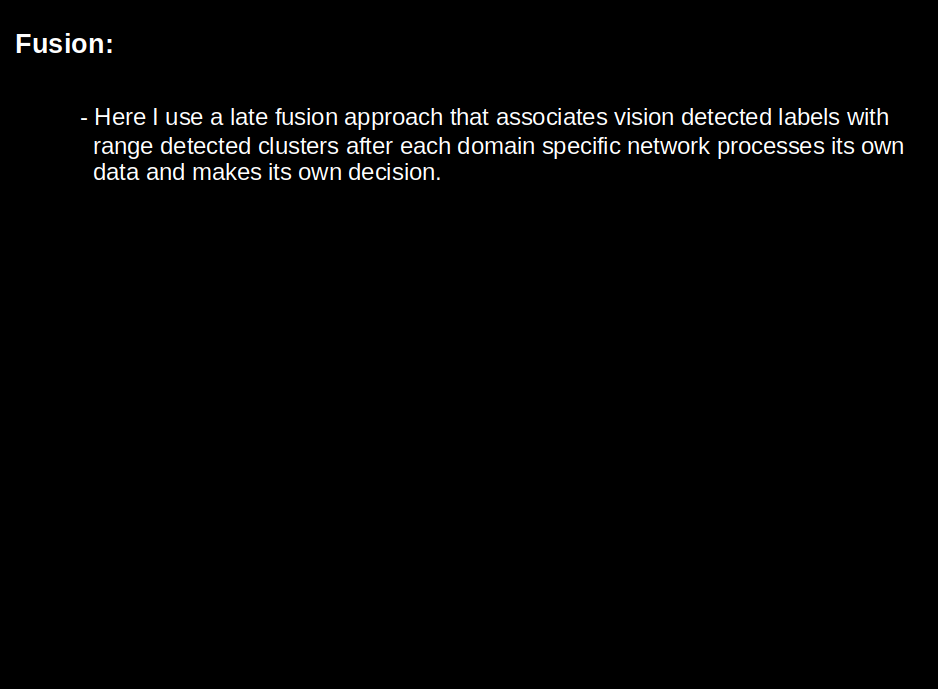 Fusion:
- Here I use a late fusion approach that associates vision detected labels with
range detected clusters after each domain specific network processes its own
data and makes its own decision.